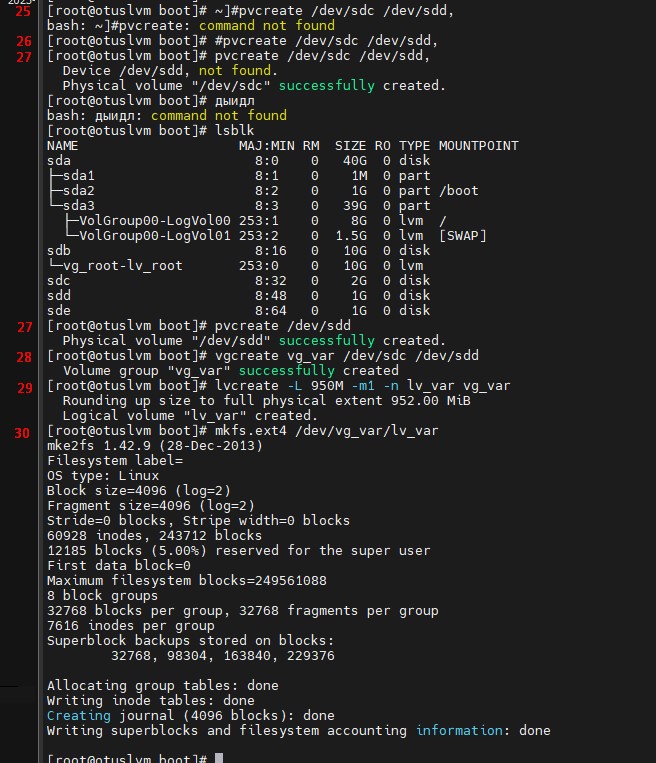 2023-
25 [root@otuslvm boot]# ~]#pvcreate /dev/sdc /dev/sdd,
bash: ~]#pvcreate: command not found
26 [root@otuslvm boot]# #pvcreate /dev/sdc /dev/sdd,
27 [root@otuslvm boot]# pvcreate /dev/sdc /dev/sdd,
  Device /dev/sdd, not found.
  Physical volume "/dev/sdc" successfully created.
[root@otuslvm boot]# дыидл
bash: дыидл: command not found
[root@otuslvm boot]# lsblk
NAME                    MAJ:MIN RM  SIZE RO TYPE MOUNTPOINT
sda                       8:0    0   40G  0 disk
├─sda1                    8:1    0    1M  0 part
├─sda2                    8:2    0    1G  0 part /boot
└─sda3                    8:3    0   39G  0 part
  ├─VolGroup00-LogVol00 253:1    0    8G  0 lvm  /
  └─VolGroup00-LogVol01 253:2    0  1.5G  0 lvm  [SWAP]
sdb                       8:16   0   10G  0 disk
└─vg_root-lv_root       253:0    0   10G  0 lvm
sdc                       8:32   0    2G  0 disk
sdd                       8:48   0    1G  0 disk
sde                       8:64   0    1G  0 disk
27 [root@otuslvm boot]# pvcreate /dev/sdd
  Physical volume "/dev/sdd" successfully created.
28 [root@otuslvm boot]# vgcreate vg_var /dev/sdc /dev/sdd
  Volume group "vg_var" successfully created
29 [root@otuslvm boot]# lvcreate -L 950M -m1 -n lv_var vg_var
  Rounding up size to full physical extent 952.00 MiB
  Logical volume "lv_var" created.
30 [root@otuslvm boot]# mkfs.ext4 /dev/vg_var/lv_var
mke2fs 1.42.9 (28-Dec-2013)
Filesystem label=
OS type: Linux
Block size=4096 (log=2)
Fragment size=4096 (log=2)
Stride=0 blocks, Stripe width=0 blocks
60928 inodes, 243712 blocks
12185 blocks (5.00%) reserved for the super user
First data block=0
Maximum filesystem blocks=249561088
8 block groups
32768 blocks per group, 32768 fragments per group
7616 inodes per group
Superblock backups stored on blocks:
        32768, 98304, 163840, 229376
Allocating group tables: done
Writing inode tables: done
Creating journal (4096 blocks): done
Writing superblocks and filesystem accounting information: done
[root@otuslvm boot]#